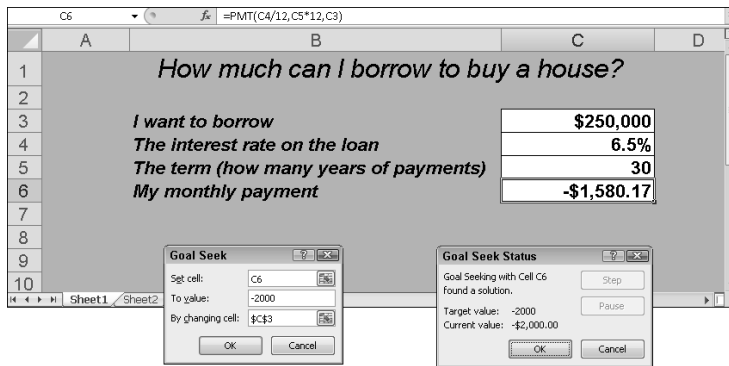 C6 fx =PMT(C4/12,C5*12,C3)
A B C D
1 How much can I borrow to buy a house?
2
3 I want to borrow $250,000
4 The interest rate on the loan 6.5%
5 The term (how many years of payments) 30
6 My monthly payment -$1,580.17
7
8
9
10
Sheet1 Sheet2
Goal Seek ?
Set cell: C6
To value: -2000
By changing cell: $C$3
OK Cancel
Goal Seek Status ?
Goal Seeking with Cell C6 Step
found a solution.
Pause
Target value: -2000
Current value: -$2,000.00
OK Cancel